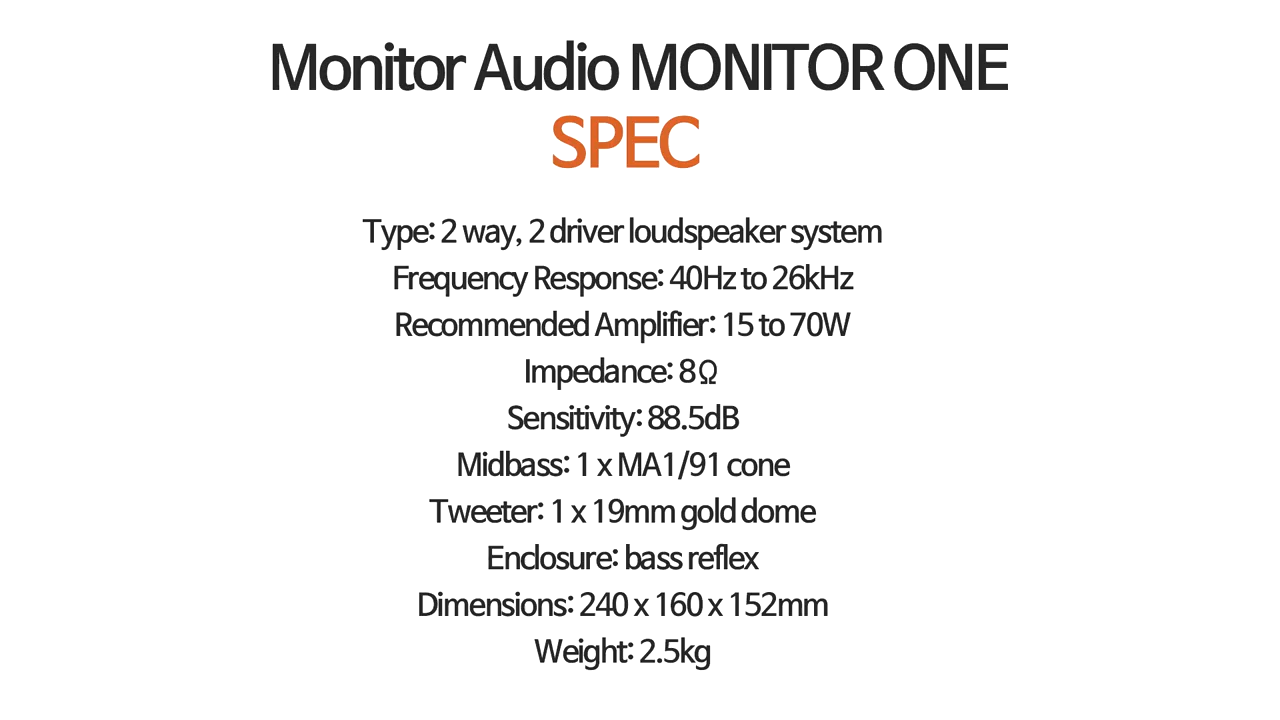 Monitor Audio MONITOR ONE
SPEC
Type: 2 way, 2 driver loudspeaker system
Frequency Response: 40Hz to 26kHz
Recommended Amplifier: 15 to 70W
Impedance: 8Ω
Sensitivity: 88.5dB
Midbass: 1 x MA1/91 cone
Tweeter: 1 x 19mm gold dome
Enclosure: bass reflex
Dimensions: 240 x 160 x 152mm
Weight: 2.5kg